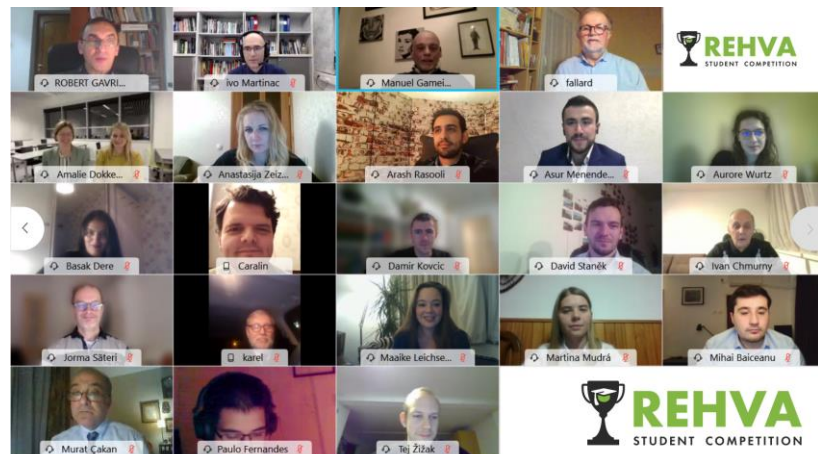 ROBERT GAVRI...
ivo Martinac
Manuel Gamei...
fallard
REHVA
STUDENT COMPETITION
Amalie Dokke...
Anastasija Zeiz...
Arash Rasooli
Asur Menende...
Aurore Wurtz
Basak Dere
Caralin
Damir Kovcic
David Staněk
Ivan Chmurny
Jorma Säteri
karel
Maaike Leichse...
Martina Mudrá
Mihai Baiceanu
Murat Çakan
Paulo Fernandes
Tej Žižak
REHVA
STUDENT COMPETITION